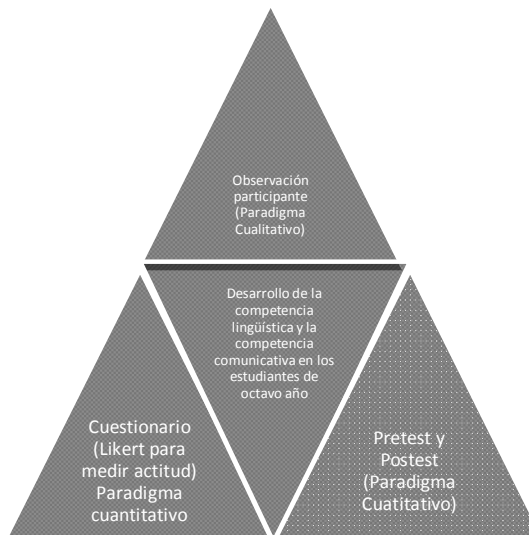 Observación
participante
(Paradigma
Cualitativo)
Desarrollo de la
competencia
lingüística y la
competencia
comunicativa en los
estudiantes de
octavo año
Cuestionario
(Likert para
medir actitud)
Paradigma
cuantitativo
Pretest y
Postest
(Paradigma
Cuatitativo)